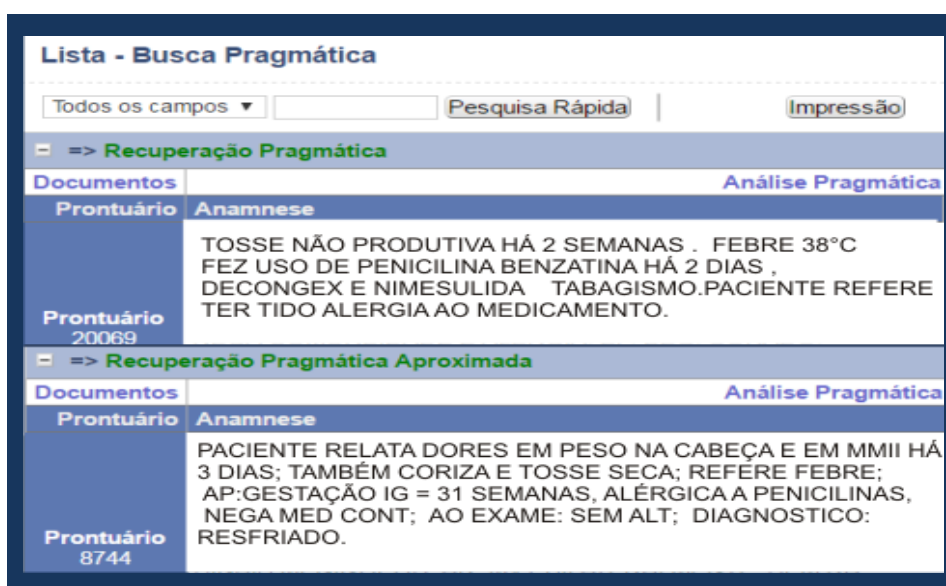 Lista - Busca Pragmática
Todos os campos ▼ Pesquisa Rápida | Impressão
=> Recuperação Pragmática
Documentos Análise Pragmática
Prontuário Anamnese
TOSSE NÃO PRODUTIVA HÁ 2 SEMANAS . FEBRE 38°C
FEZ USO DE PENICILINA BENZATINA HÁ 2 DIAS ,
DECONGEX E NIMESULIDA TABAGISMO.PACIENTE REFERE
TER TIDO ALERGIA AO MEDICAMENTO.
Prontuário
20069
=> Recuperação Pragmática Aproximada
Documentos Análise Pragmática
Prontuário Anamnese
PACIENTE RELATA DORES EM PESO NA CABEÇA E EM MMII HÁ
3 DIAS; TAMBÉM CORIZA E TOSSE SECA; REFERE FEBRE;
AP:GESTAÇÃO IG = 31 SEMANAS, ALÉRGICA A PENICILINAS,
NEGA MED CONT; AO EXAME: SEM ALT; DIAGNOSTICO:
RESFRIADO.
Prontuário
8744